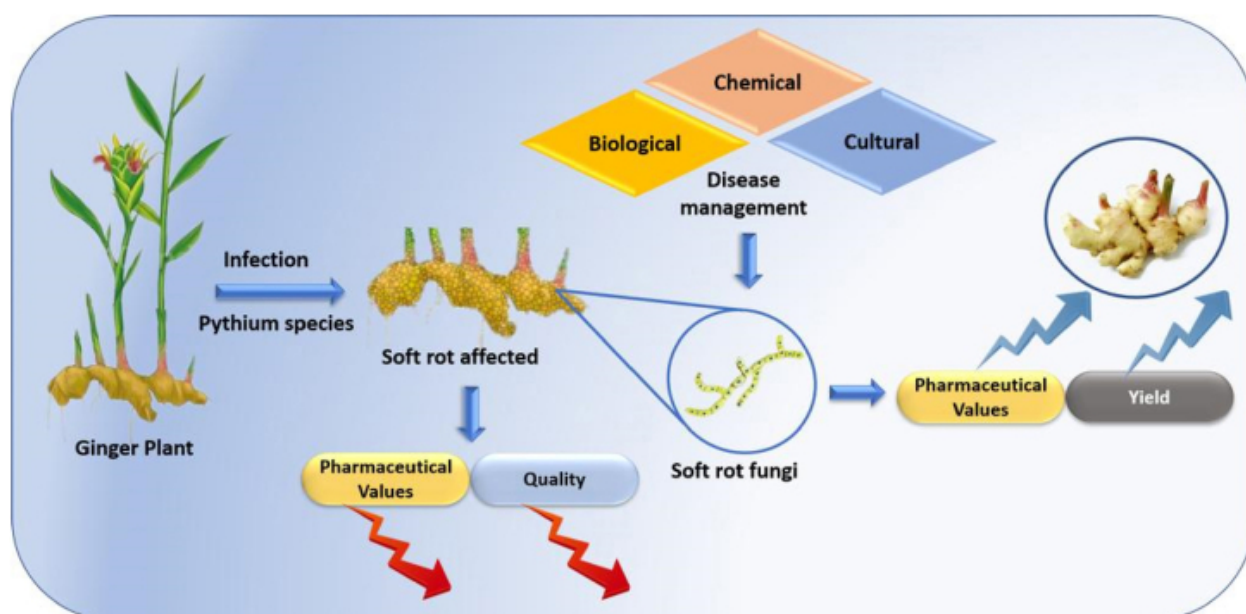 Chemical
Biological
Cultural
Disease
management
Infection
Pythium species
Soft rot affected
Ginger Plant
Pharmaceutical
Values
Quality
Soft rot fungi
Pharmaceutical
Values
Yield